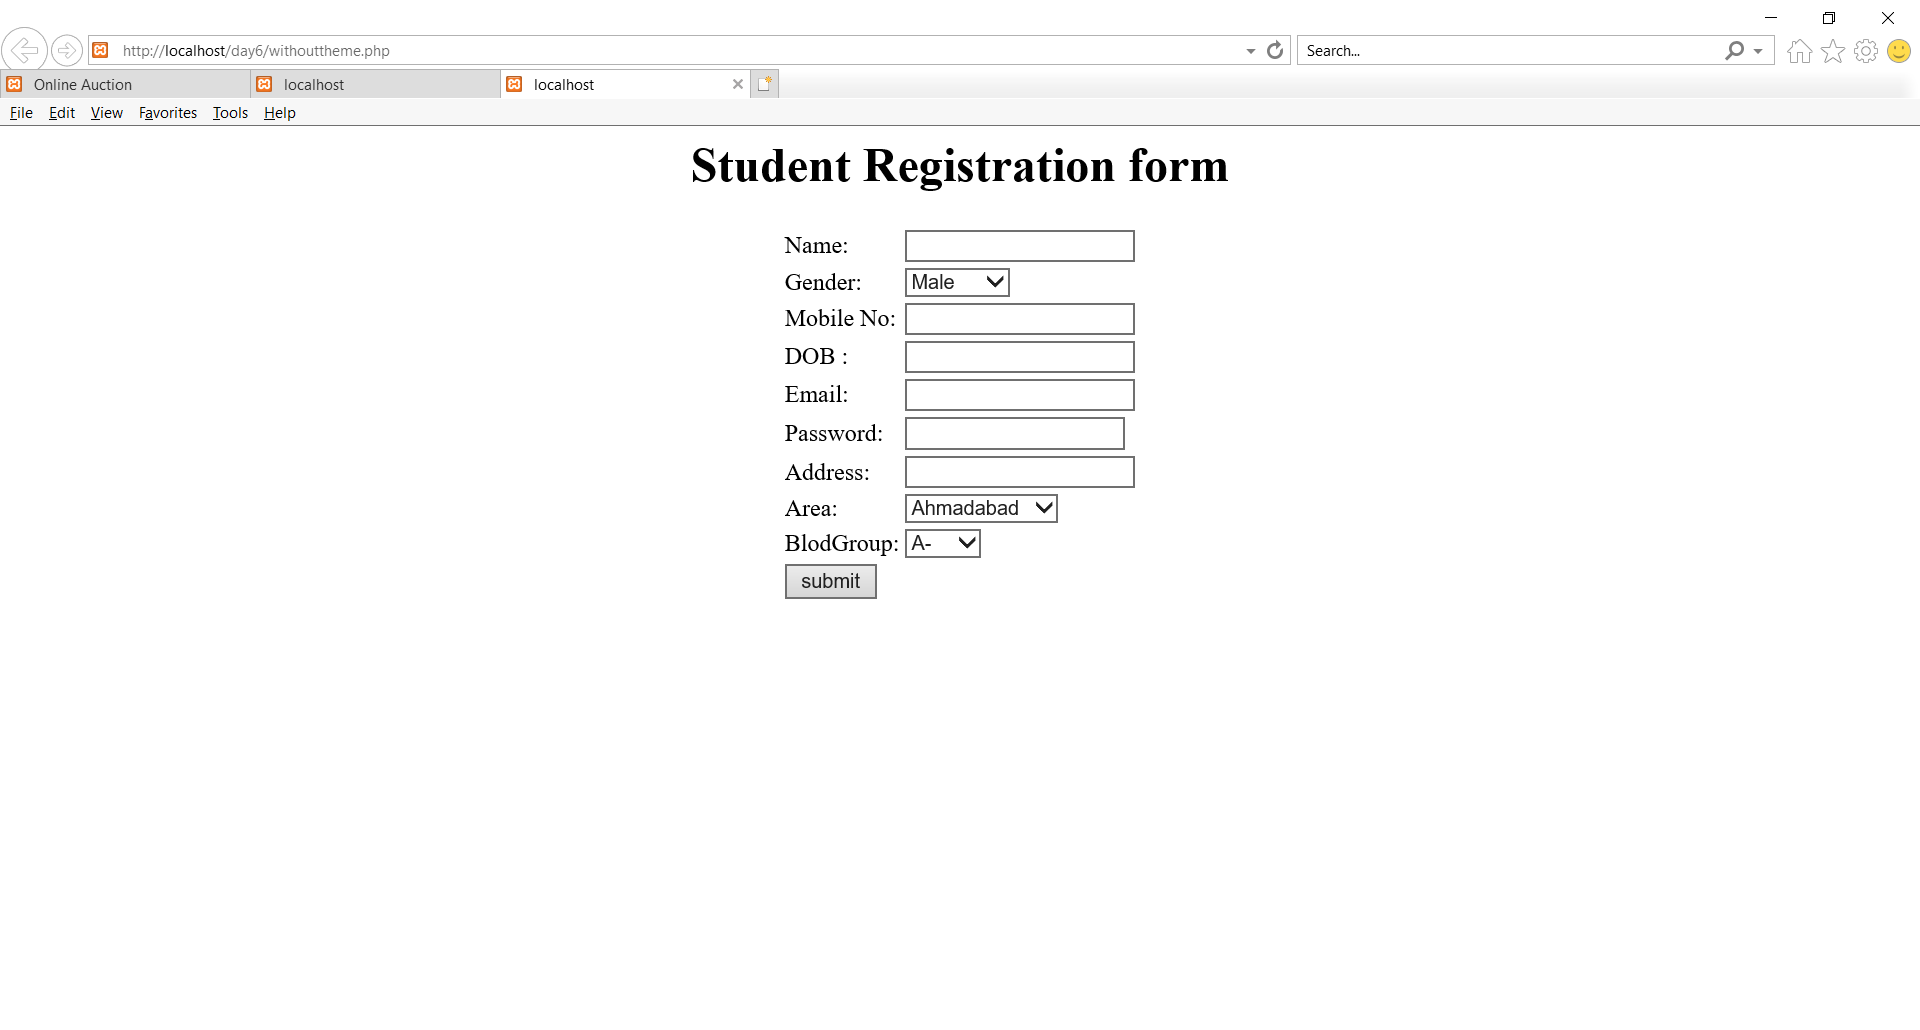 http://localhost/day6/withouttheme.php
Search...
Online Auction
localhost
localhost
File Edit View Favorites Tools Help
Student Registration form
Name:
Gender: Male
Mobile No:
DOB :
Email:
Password:
Address:
Area: Ahmadabad
BlodGroup: A-
submit